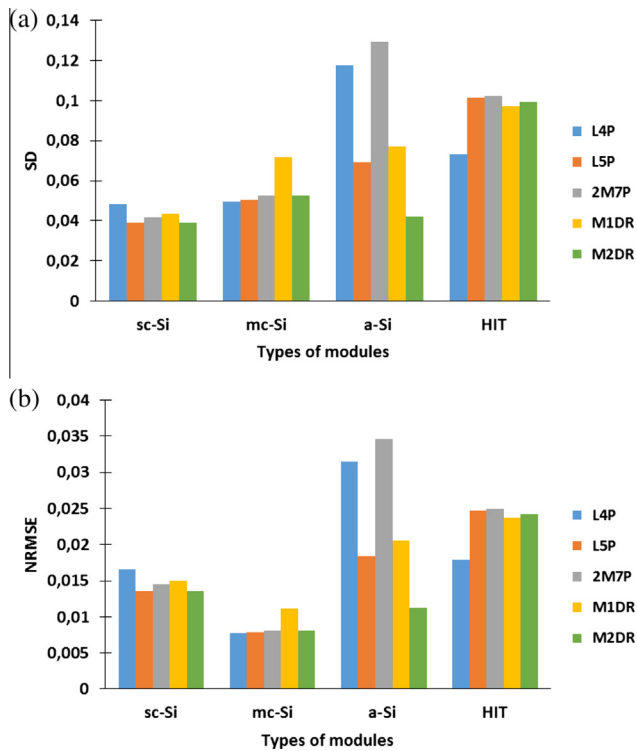 (a)
0,14
0,12
0,1
0,08
0,06
0,04
0,02
0
SD
sc-Si mc-Si a-Si HIT
Types of modules
L4P
L5P
2M7P
M1DR
M2DR
(b)
0,04
0,035
0,03
0,025
0,02
0,015
0,01
0,005
0
NRMSE
sc-Si mc-Si a-Si HIT
Types of modules
L4P
L5P
2M7P
M1DR
M2DR